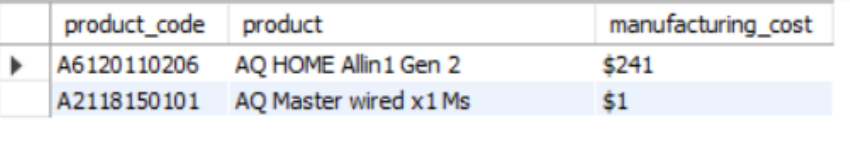 product_code product manufacturing_cost
A6120110206 AQ HOME Allin1 Gen 2 $241
A2118150101 AQ Master wired x1 Ms $1